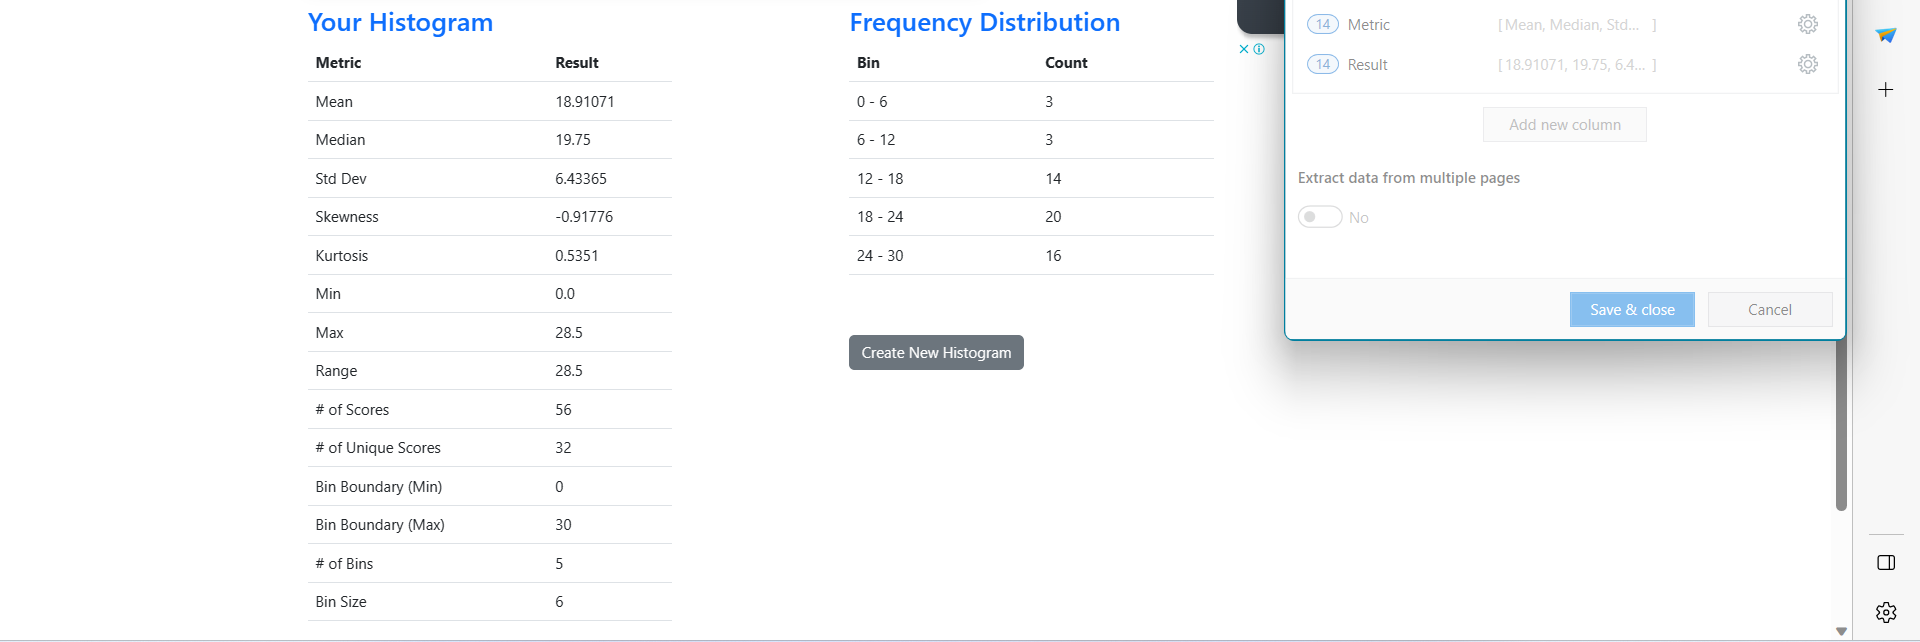 Your Histogram
Metric Result
Mean 18.91071
Median 19.75
Std Dev 6.43365
Skewness -0.91776
Kurtosis 0.5351
Min 0.0
Max 28.5
Range 28.5
# of Scores 56
# of Unique Scores 32
Bin Boundary (Min) 0
Bin Boundary (Max) 30
# of Bins 5
Bin Size 6
Frequency Distribution
Bin Count
0 - 6 3
6 - 12 3
12 - 18 14
18 - 24 20
24 - 30 16
Create New Histogram
14 Metric [ Mean, Median, Std... ]
14 Result [ 18.91071, 19.75, 6.4... ]
Add new column
Extract data from multiple pages
No
Save & close Cancel